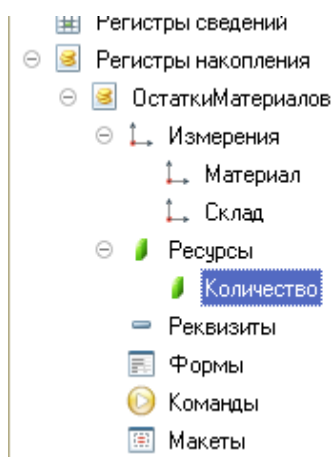 Регистры сведений
Регистры накопления
ОстаткиМатериалов
Измерения
Материал
Склад
Ресурсы
Количество
Реквизиты
Формы
Команды
Макеты